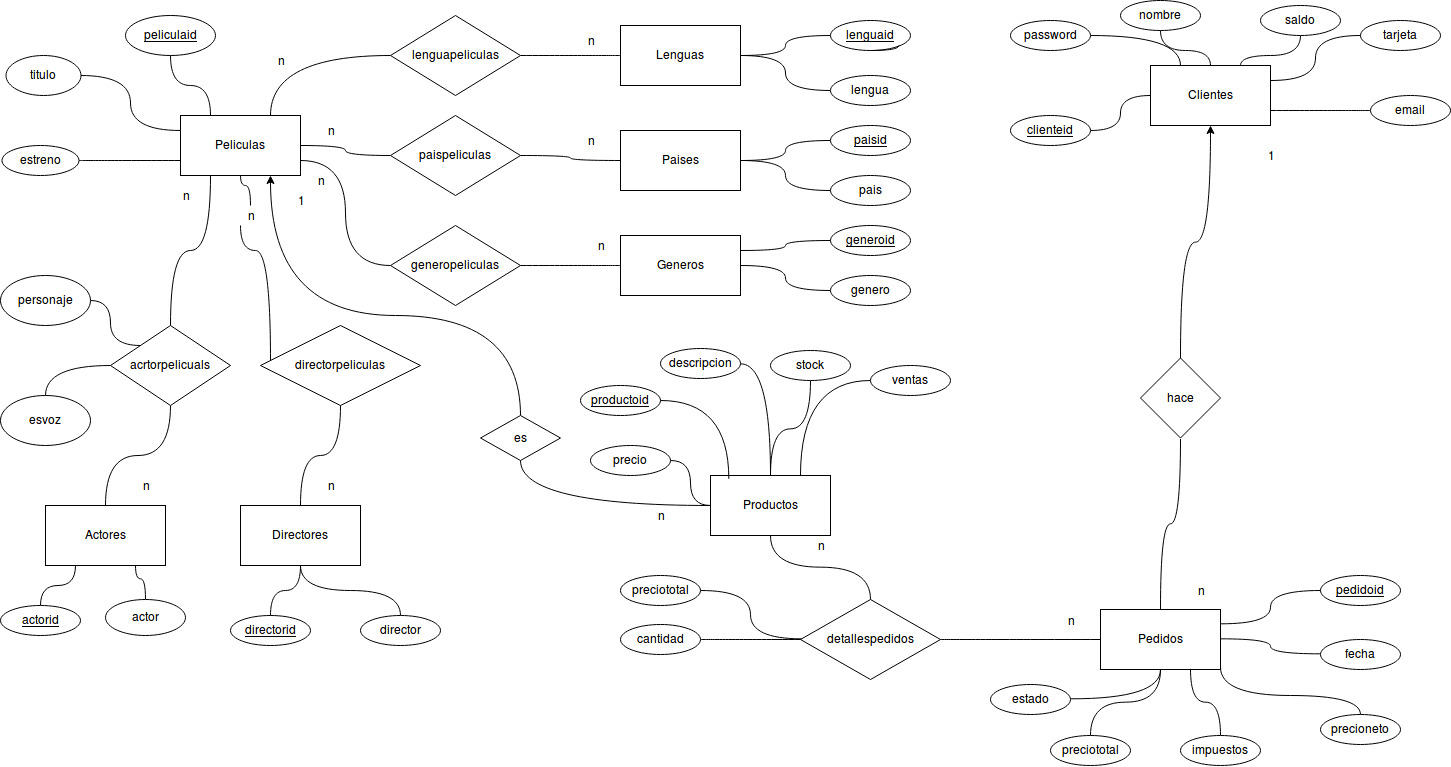 peliculaid
titulo
estreno
Peliculas
n
lenguapeliculas
n
Lenguas
lenguaid
lengua
n
paispeliculas
n
Paises
paisid
pais
n
generopeliculas
n
Generos
generoid
genero
n
n
1
personaje
esvoz
acrtorpeliculas
directorpeliculas
n
n
Actores
Directores
actorid
actor
directorid
director
es
n
descripcion
stock
ventas
productoid
precio
Productos
n
preciototal
cantidad
detallespedidos
n
nombre
saldo
password
tarjeta
Clientes
clienteid
email
1
hace
n
Pedidos
pedidoid
fecha
estado
preciototal
impuestos
precioneto